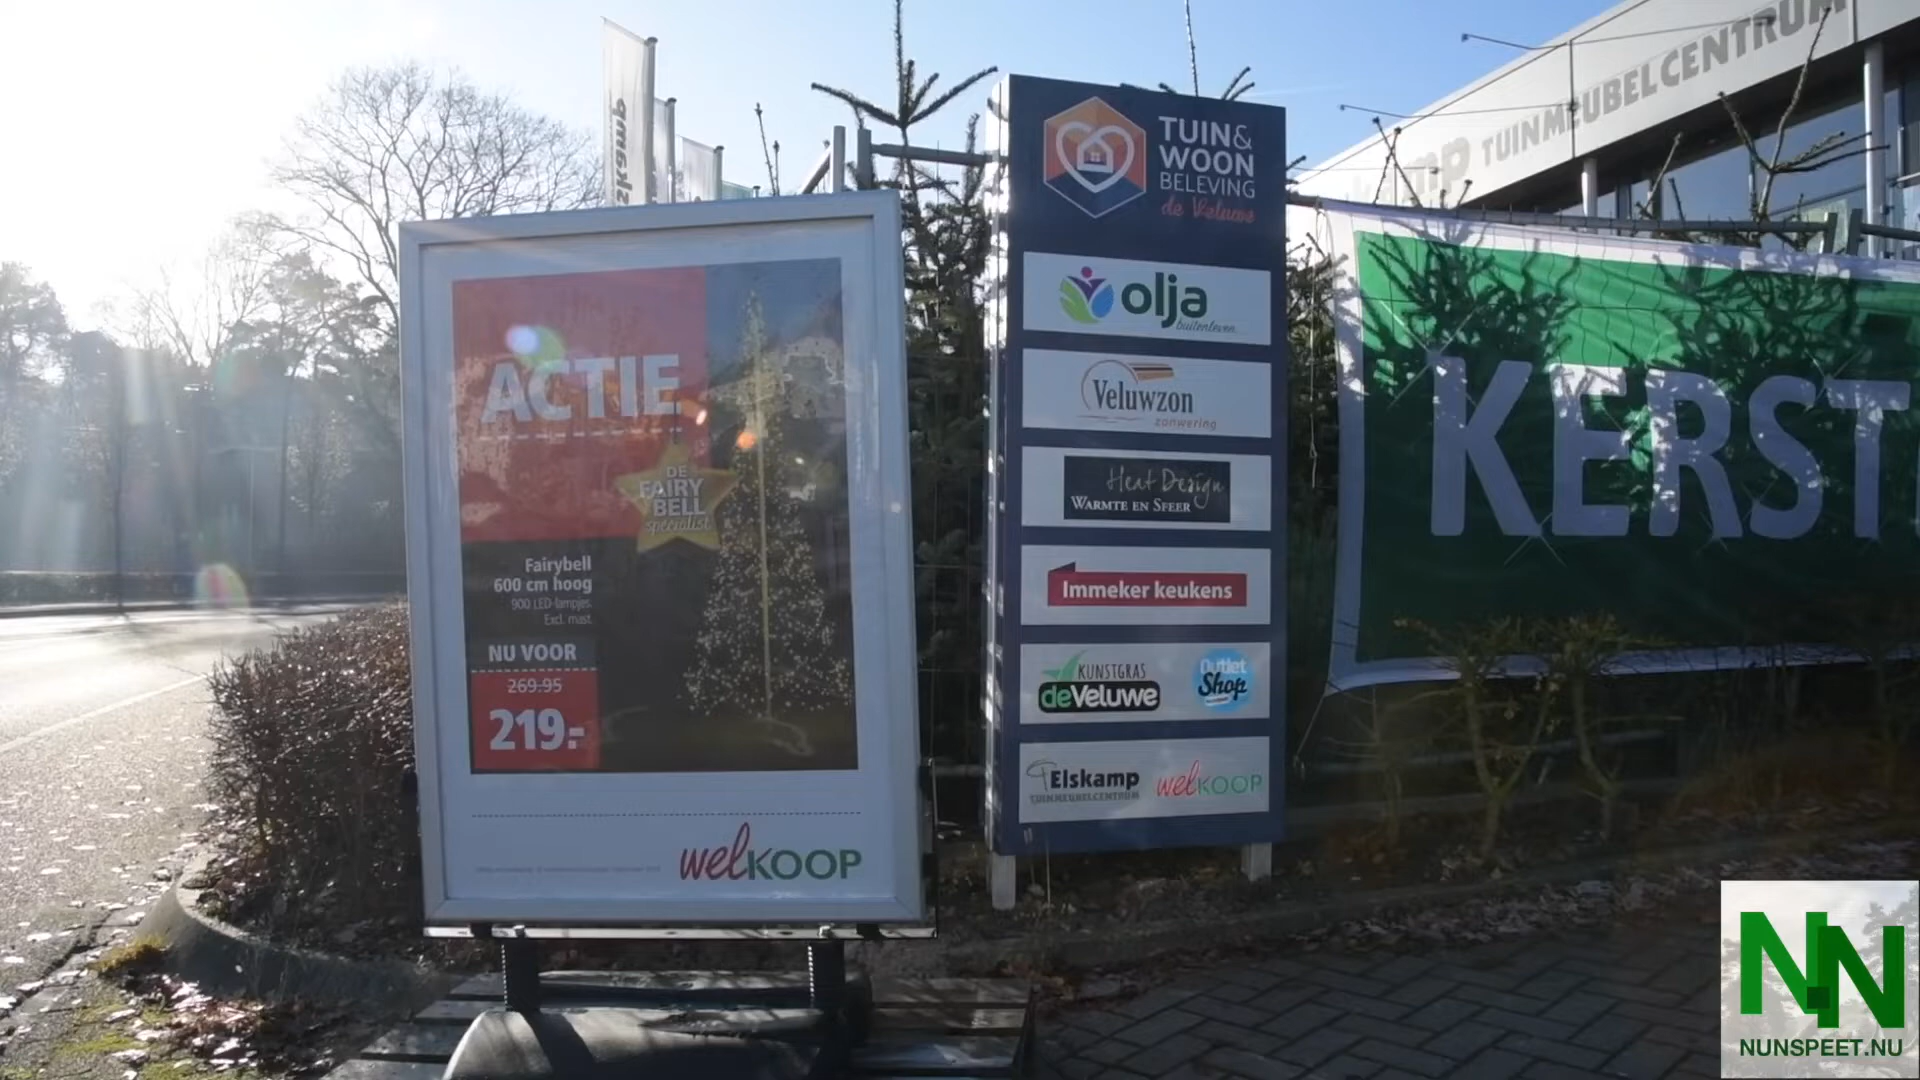 ACTIE
DE
FAIRY
BELL
specialist
Fairybell
600 cm hoog
900 LED-lampjes.
Excl. mast.
NU VOOR
269.95
219.-
welkoop
TUIN&
WOON
BELEVING
de Veluwe
olja
buitenleven
Veluwzon
zonwering
Heat Design
WARMTE EN SFEER
Immeker keukens
KUNSTGRAS
deVeluwe
Outlet
Shop
Elskamp
TUINMEUBELCENTRUM
welkoop
TUINMEUBELCENTRUM
KERST
NN
NUNSPEET.NU